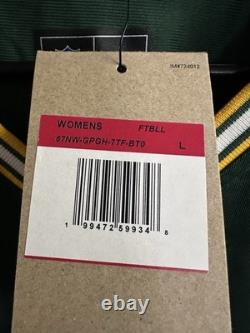 WOMENS FTBLL
67NW-GPGH-7TF-BT0 L
1 99472 59934 8